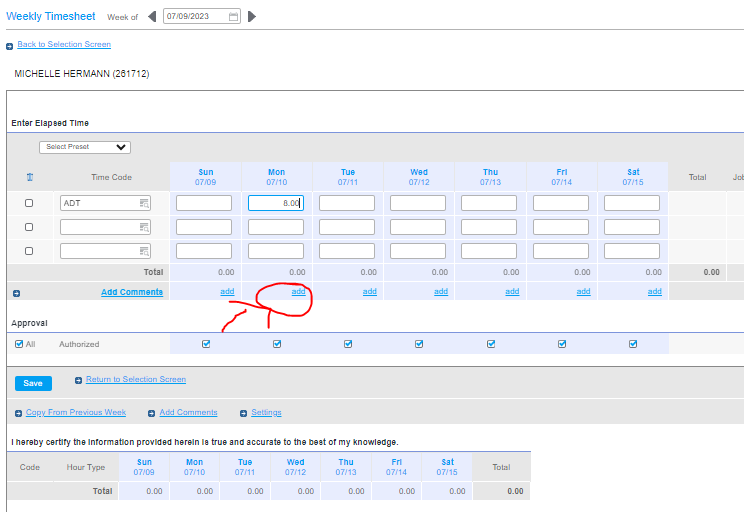 Weekly Timesheet Week of 07/09/2023
Back to Selection Screen
MICHELLE HERMANN (261712)
Enter Elapsed Time
Select Preset
Sun Mon Tue Wed Thu Fri Sat
Time Code Total Job
07/09 07/10 07/11 07/12 07/13 07/14 07/15
ADT 8.00
Total 0.00 0.00 0.00 0.00 0.00 0.00 0.00 0.00
Add Comments add add add add add add add
Approval
All Authorized
Save Return to Selection Screen
Copy From Previous Week Add Comments Settings
I hereby certify the information provided herein is true and accurate to the best of my knowledge.
Sun Mon Tue Wed Thu Fri Sat
Code Hour Type Total
07/09 07/10 07/11 07/12 07/13 07/14 07/15
Total 0.00 0.00 0.00 0.00 0.00 0.00 0.00 0.00